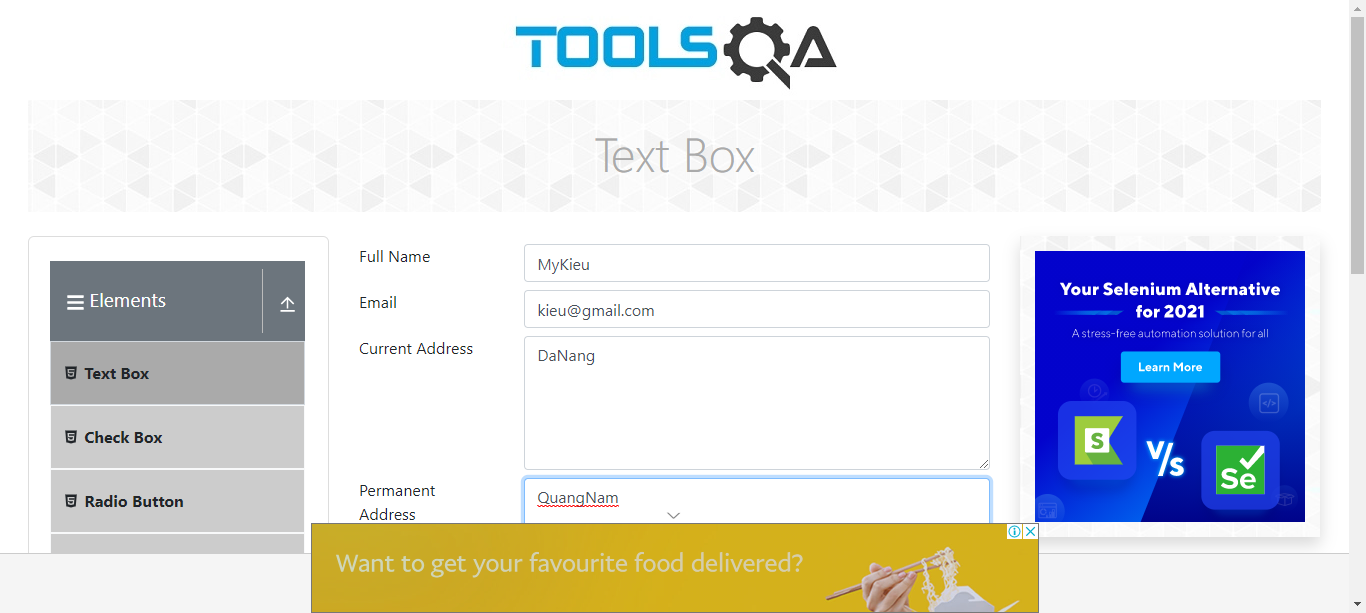 TOOLSQA
Text Box
Elements
Text Box
Check Box
Radio Button
Full Name
MyKieu
Email
kieu@gmail.com
Current Address
DaNang
Permanent
Address
QuangNam
Your Selenium Alternative
for 2021
A stress-free automation solution for all
Learn More
S
V/s
Se
Want to get your favourite food delivered?